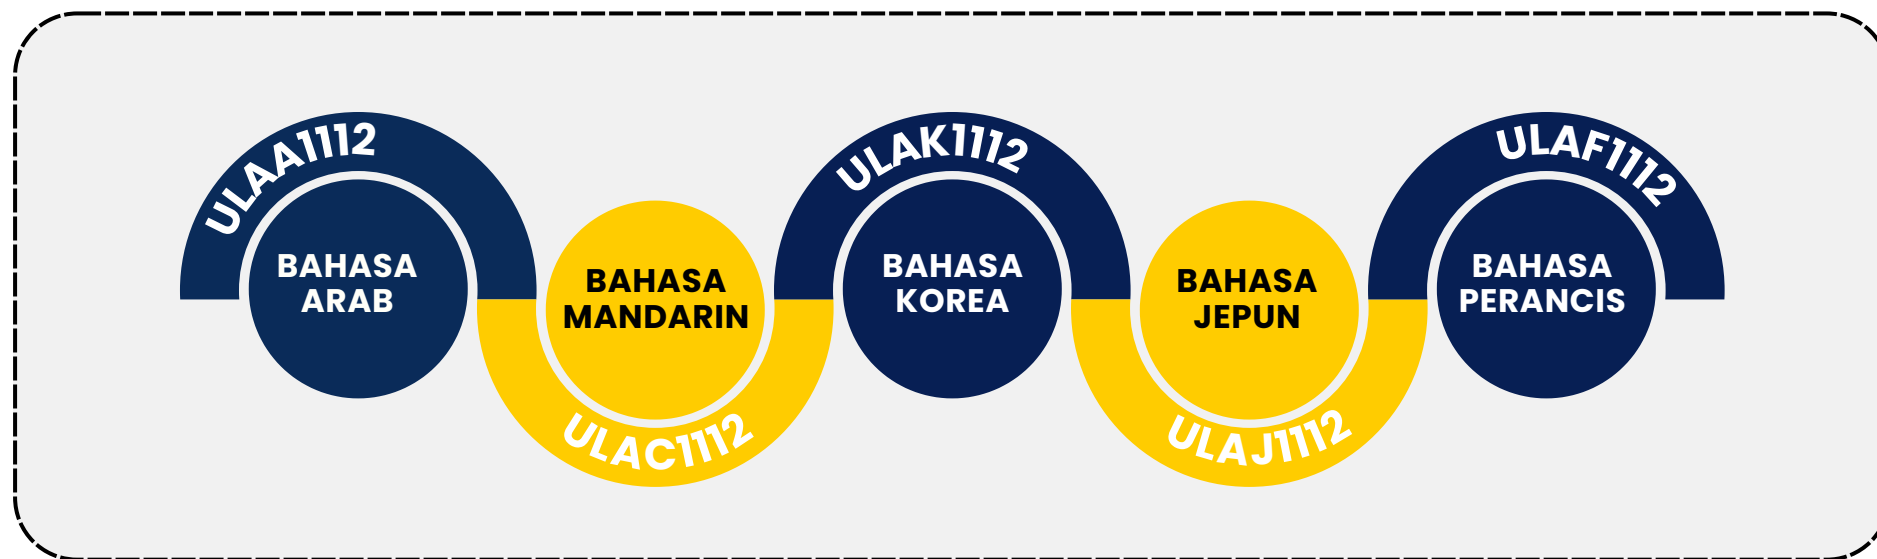 ULAA1112
BAHASA
ARAB
BAHASA
MANDARIN
ULAC1112
ULAK1112
BAHASA
KOREA
BAHASA
JEPUN
ULAJ1112
ULAF1112
BAHASA
PERANCIS